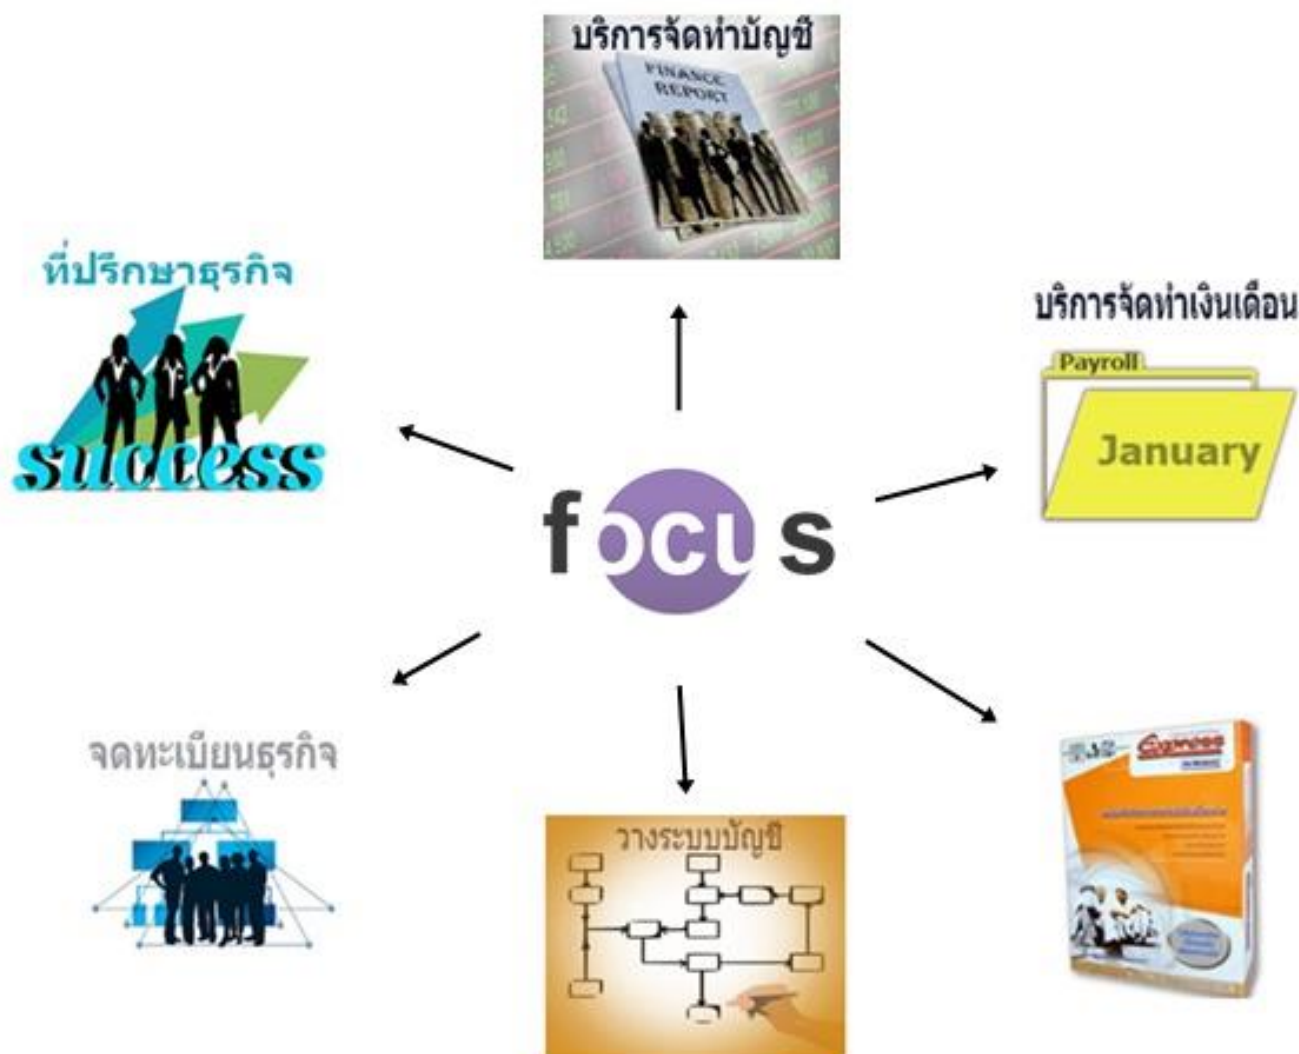 บริการจัดทำบัญชี
FINANCE
REPORT
ที่ปรึกษาธุรกิจ
success
บริการจัดทำเงินเดือน
Payroll
January
focus
จดทะเบียนธุรกิจ
วางระบบบัญชี
Express